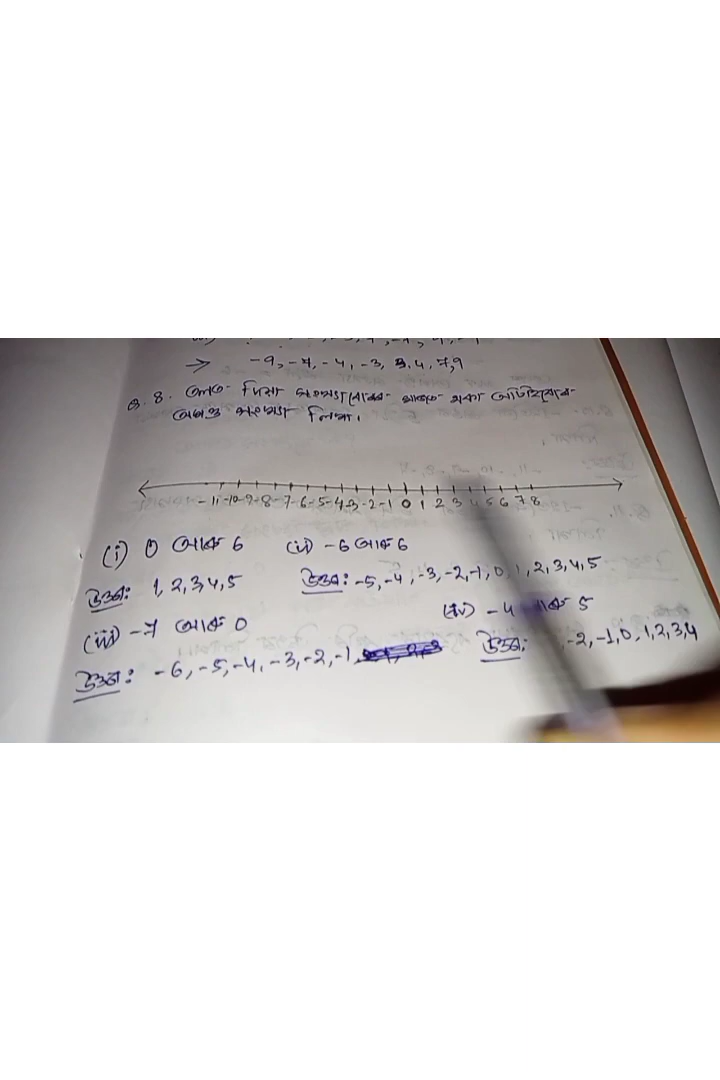 → -9, -7, -4, -3, 3, 4, 7, 9
Q. 8. তলত দিয়া সংখ্যাবোৰৰ মাজত থকা আটাইবোৰ
অখণ্ড সংখ্যা লিখা।
-11-10-9-8-7-6-5-4-3-2-1 0 1 2 3 4 5 6 7 8
(i) 0 আৰু 6 (ii) -6 আৰু 6
উত্তৰ: 1, 2, 3, 4, 5 উত্তৰ: -5, -4, -3, -2, -1, 0, 1, 2, 3, 4, 5
(iii) -7 আৰু 0 (iv) -4 আৰু 5
উত্তৰ: -6, -5, -4, -3, -2, -1, উত্তৰ: , -2, -1, 0, 1, 2, 3, 4